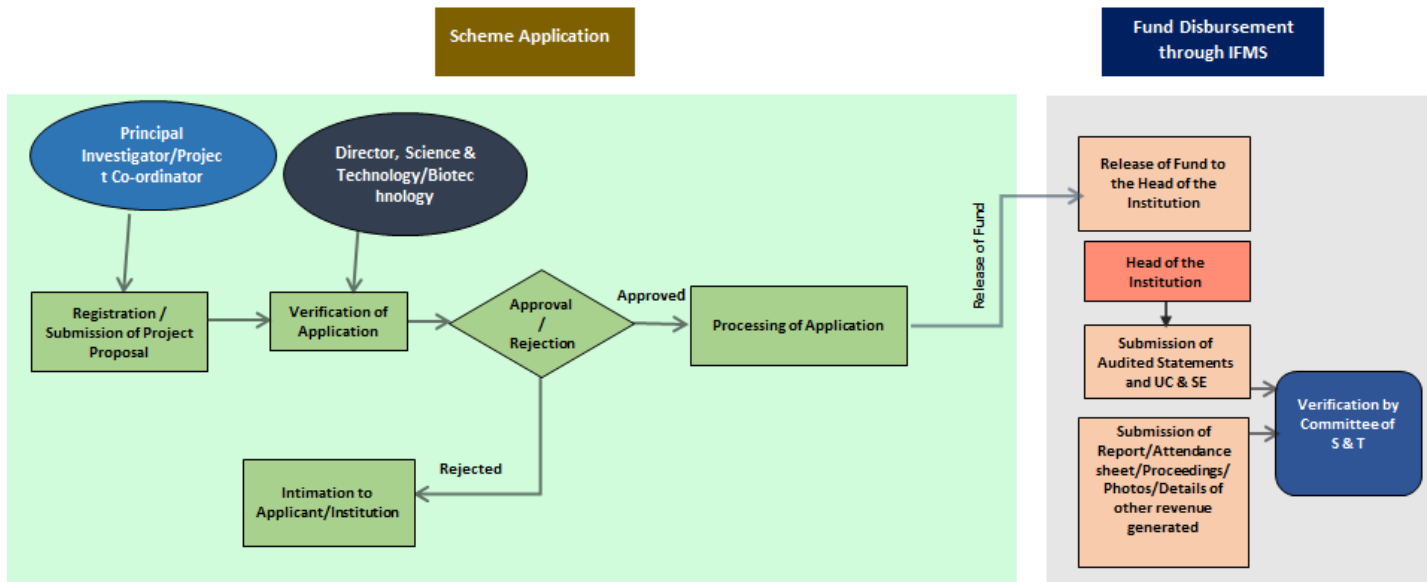 Scheme Application
Fund Disbursement
through IFMS
Principal
Investigator/Projec
t Co-ordinator
Director, Science &
Technology/Biotec
hnology
Registration /
Submission of Project
Proposal
Verification of
Application
Approval
/
Rejection
Approved
Processing of Application
Rejected
Intimation to
Applicant/Institution
Release of Fund
Release of Fund to
the Head of the
Institution
Head of the
Institution
Submission of
Audited Statements
and UC & SE
Submission of
Report/Attendance
sheet/Proceedings/
Photos/Details of
other revenue
generated
Verification by
Committee of
S & T